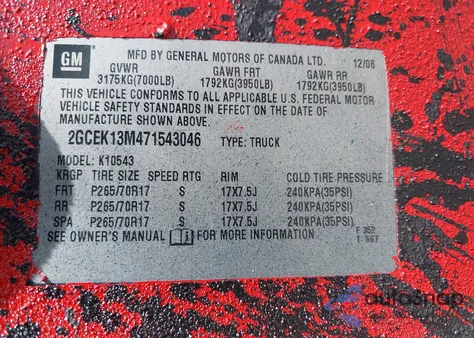 GM
MFD BY GENERAL MOTORS OF CANADA LTD. 12/06
GVWR GAWR FRT GAWR RR
3175KG(7000LB) 1792KG(3950LB) 1792KG(3950LB)
THIS VEHICLE CONFORMS TO ALL APPLICABLE U.S. FEDERAL MOTOR
VEHICLE SAFETY STANDARDS IN EFFECT ON THE DATE OF
MANUFACTURE SHOWN ABOVE.
2GCEK13M471543046 TYPE: TRUCK
MODEL: K10543
KRGP TIRE SIZE SPEED RTG RIM COLD TIRE PRESSURE
FRT P265/70R17 S 17X7.5J 240KPA(35PSI)
RR P265/70R17 S 17X7.5J 240KPA(35PSI)
SPA P265/70R17 S 17X7.5J 240KPA(35PSI)
SEE OWNER'S MANUAL FOR MORE INFORMATION
F 352
T 667
autosnap